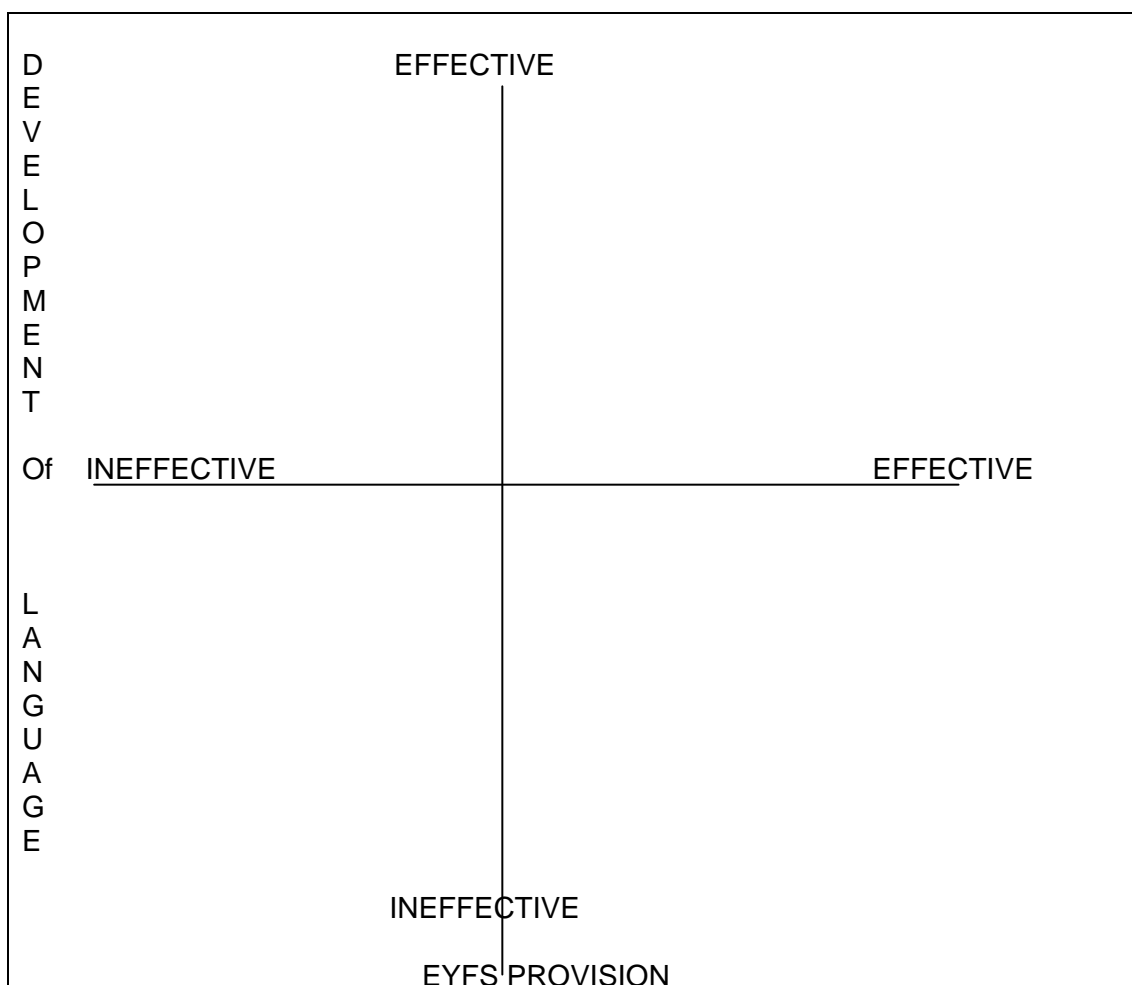 D EFFECTIVE
E
V
E
L
O
P
M
E
N
T
Of INEFFECTIVE EFFECTIVE
L
A
N
G
U
A
G
E
INEFFECTIVE
EYFS PROVISION